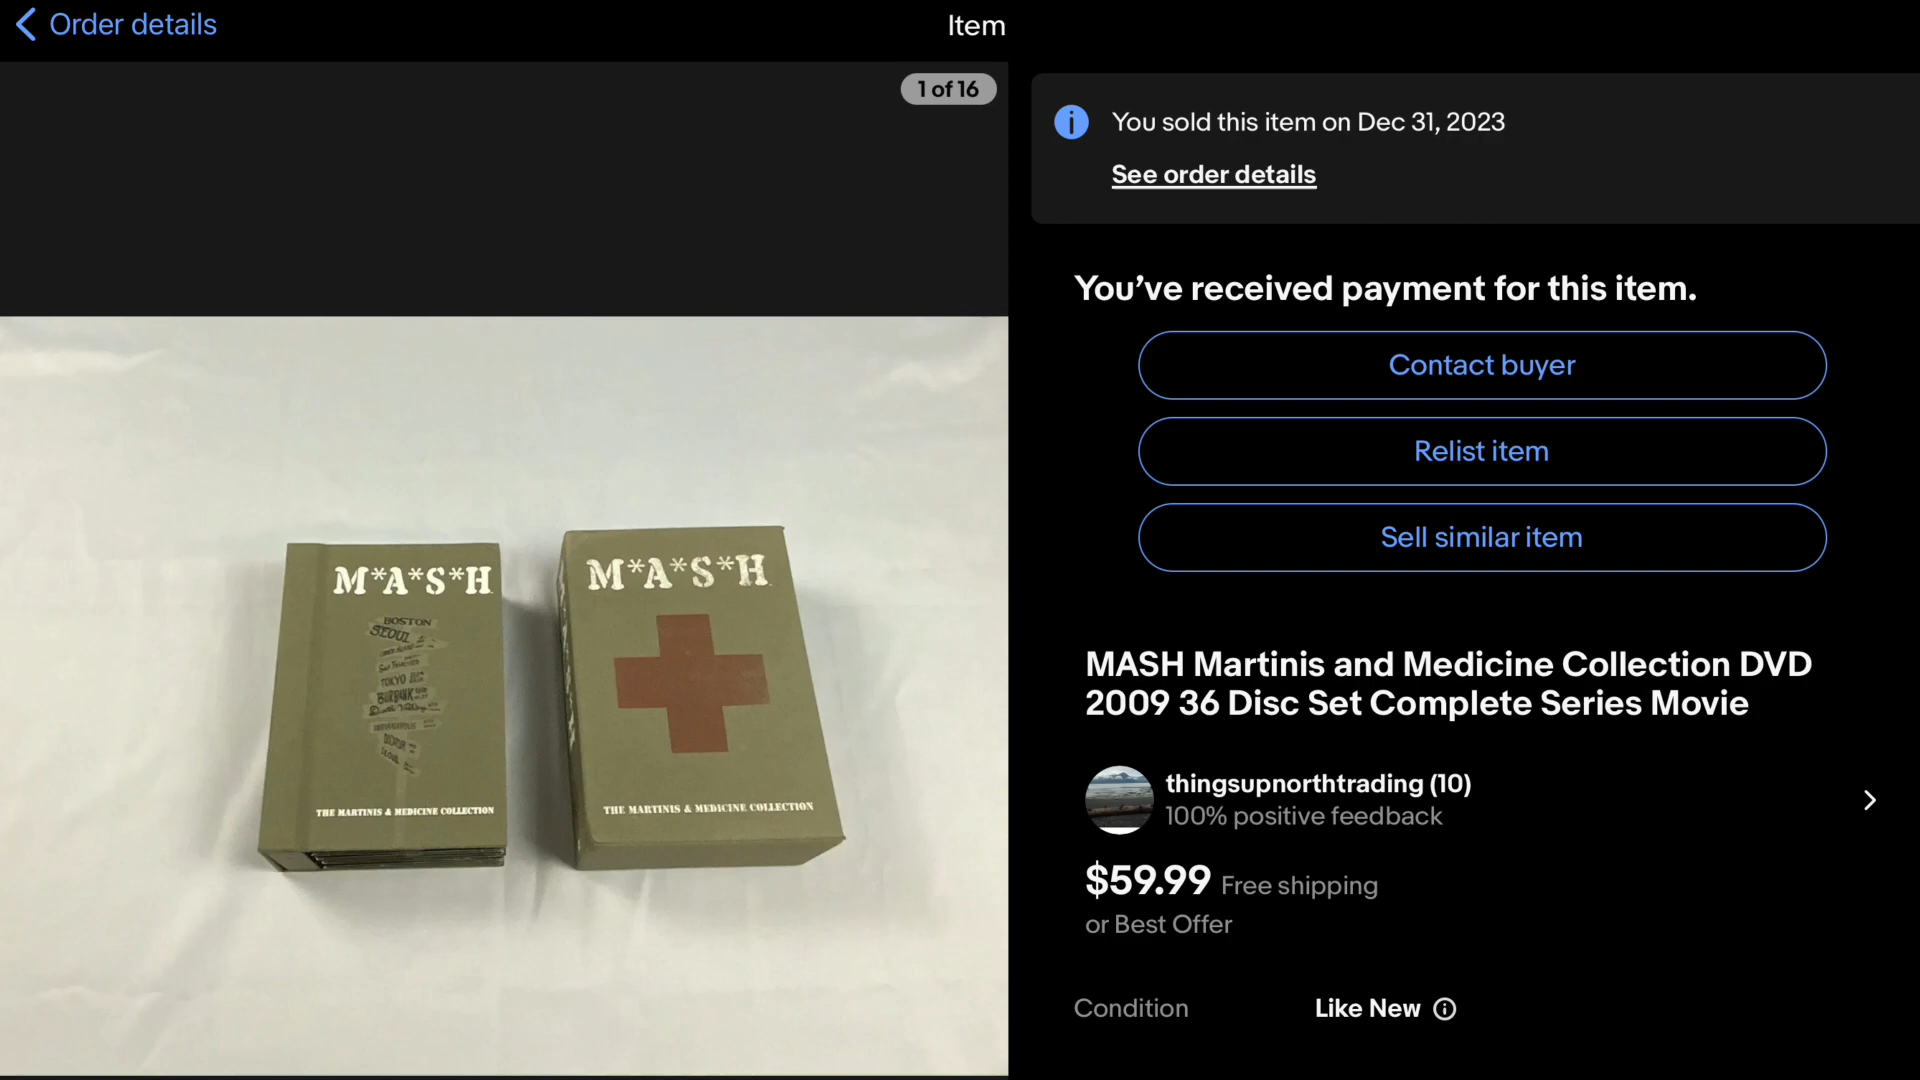 Order details
Item
1 of 16
You sold this item on Dec 31, 2023
See order details
You've received payment for this item.
Contact buyer
Relist item
Sell similar item
M*A*S*H
BOSTON
SEOUL
TOKYO
BURBANK
Death Valley
THE MARTINIS & MEDICINE COLLECTION
M*A*S*H
THE MARTINIS & MEDICINE COLLECTION
MASH Martinis and Medicine Collection DVD
2009 36 Disc Set Complete Series Movie
thingsupnorthtrading (10)
100% positive feedback
$59.99 Free shipping
or Best Offer
Condition Like New